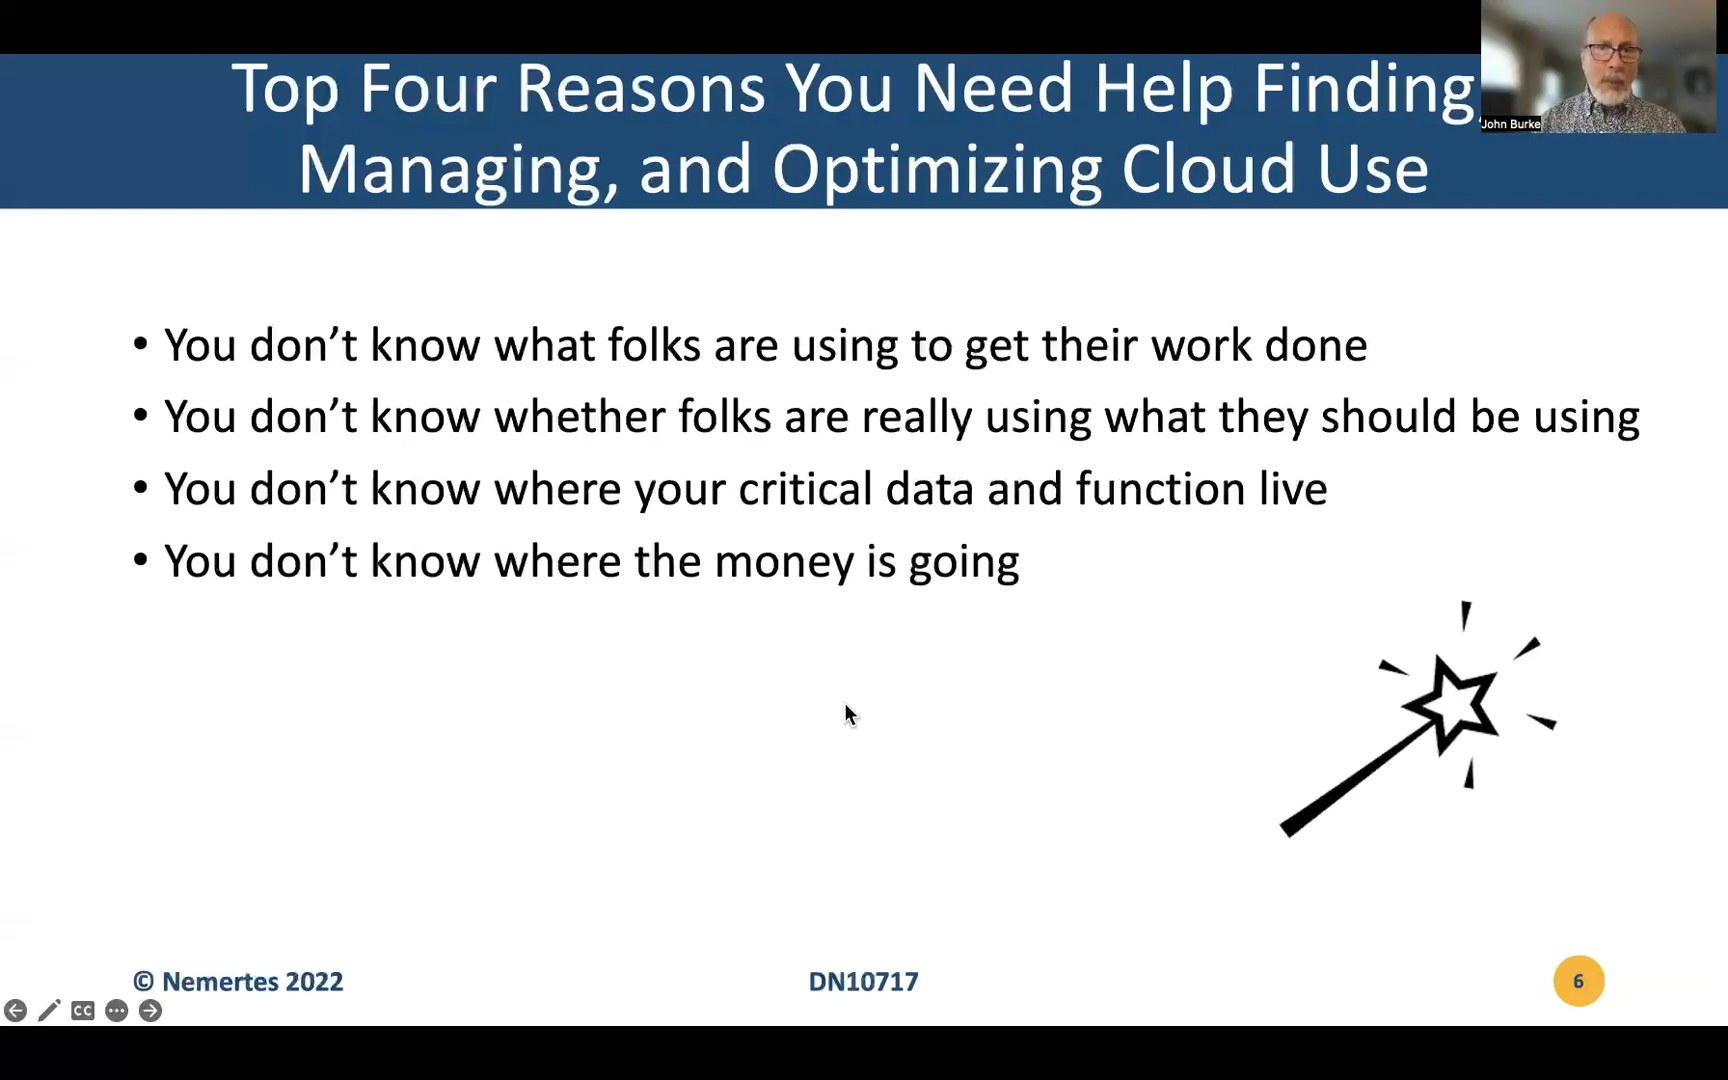 Top Four Reasons You Need Help Finding,
Managing, and Optimizing Cloud Use
John Burke
• You don’t know what folks are using to get their work done
• You don’t know whether folks are really using what they should be using
• You don’t know where your critical data and function live
• You don’t know where the money is going
© Nemertes 2022
DN10717
6
CC